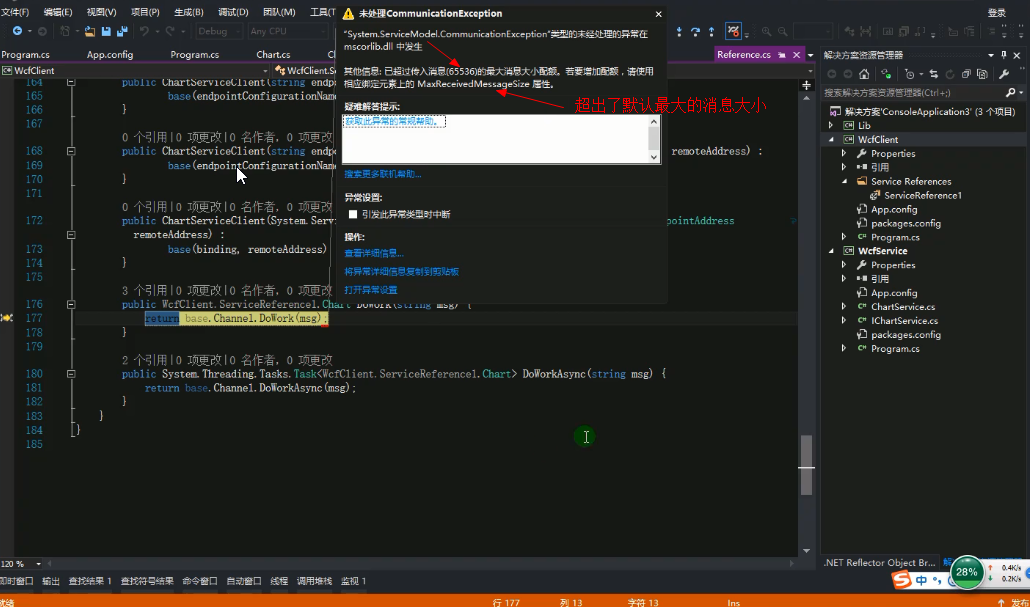 文件(F) 编辑(E) 视图(V) 项目(P) 生成(B) 调试(D) 团队(M) 工具(T 登录
Debug Any CPU
Program.cs App.config Program.cs Chart.cs Reference.cs
WcfClient WcfClient.S
未处理CommunicationException
“System.ServiceModel.CommunicationException”类型的未经处理的异常在
mscorlib.dll 中发生
其他信息: 已超过传入消息(65536)的最大消息大小配额。若要增加配额，请使用
相应绑定元素上的 MaxReceivedMessageSize 属性。
超出了默认最大的消息大小
疑难解答提示:
获取此异常的常规帮助。
搜索更多联机帮助...
异常设置:
引发此异常类型时中断
操作:
查看详细信息...
将异常详细信息复制到剪贴板
打开异常设置
164 public ChartServiceClient(string endpo
165 base(endpointConfigurationName
166 }
167
0 个引用|0 项更改|0 名作者, 0 项更改
168 public ChartServiceClient(string endpo remoteAddress) :
169 base(endpointConfigurationName
170 }
171
0 个引用|0 项更改|0 名作者, 0 项更改
172 public ChartServiceClient(System.Servi pointAddress
remoteAddress) :
173 base(binding, remoteAddress)
174 }
175
3 个引用|0 项更改|0 名作者, 0 项更改
176 public WcfClient.ServiceReference1.Chart DoWork(string msg) {
177 return base.Channel.DoWork(msg);
178 }
179
2 个引用|0 项更改|0 名作者, 0 项更改
180 public System.Threading.Tasks.Task<WcfClient.ServiceReference1.Chart> DoWorkAsync(string msg) {
181 return base.Channel.DoWorkAsync(msg);
182 }
183 }
184 }
185
解决方案资源管理器
搜索解决方案资源管理器(Ctrl+;)
解决方案'ConsoleApplication3' (3 个项目)
Lib
WcfClient
Properties
引用
Service References
ServiceReference1
App.config
packages.config
Program.cs
WcfService
Properties
引用
App.config
ChartService.cs
IChartService.cs
packages.config
Program.cs
120 %
.NET Reflector Object Br...
即时窗口 输出 查找结果 1 查找符号结果 命令窗口 自动窗口 线程 调用堆栈 监视 1
中
28%
0.4K/s
0.2K/s
就绪 行 177 列 13 字符 13 Ins 发布